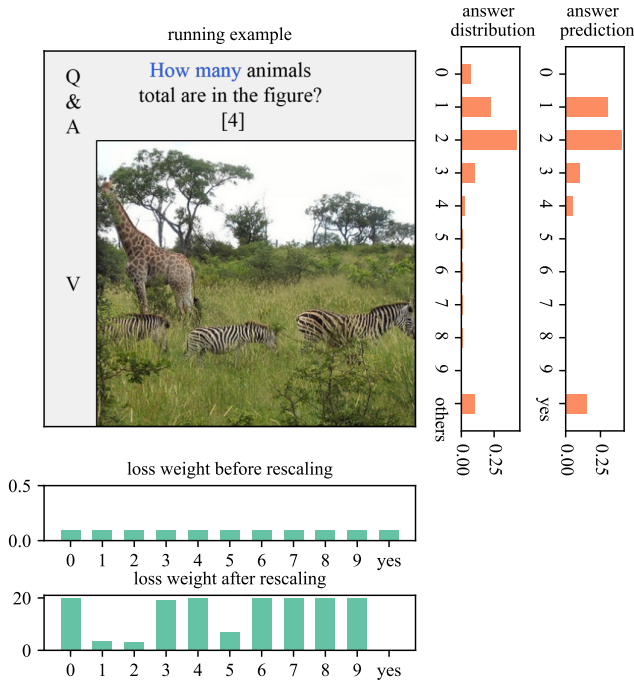 running example
Q
&
A
How many animals
total are in the figure?
[4]
V
answer
distribution
0
1
2
3
4
5
6
7
8
9
others
0.00
0.25
answer
prediction
0
1
2
3
4
5
6
7
8
9
yes
0.00
0.25
loss weight before rescaling
0.5
0.0
0 1 2 3 4 5 6 7 8 9 yes
loss weight after rescaling
20
0
0 1 2 3 4 5 6 7 8 9 yes